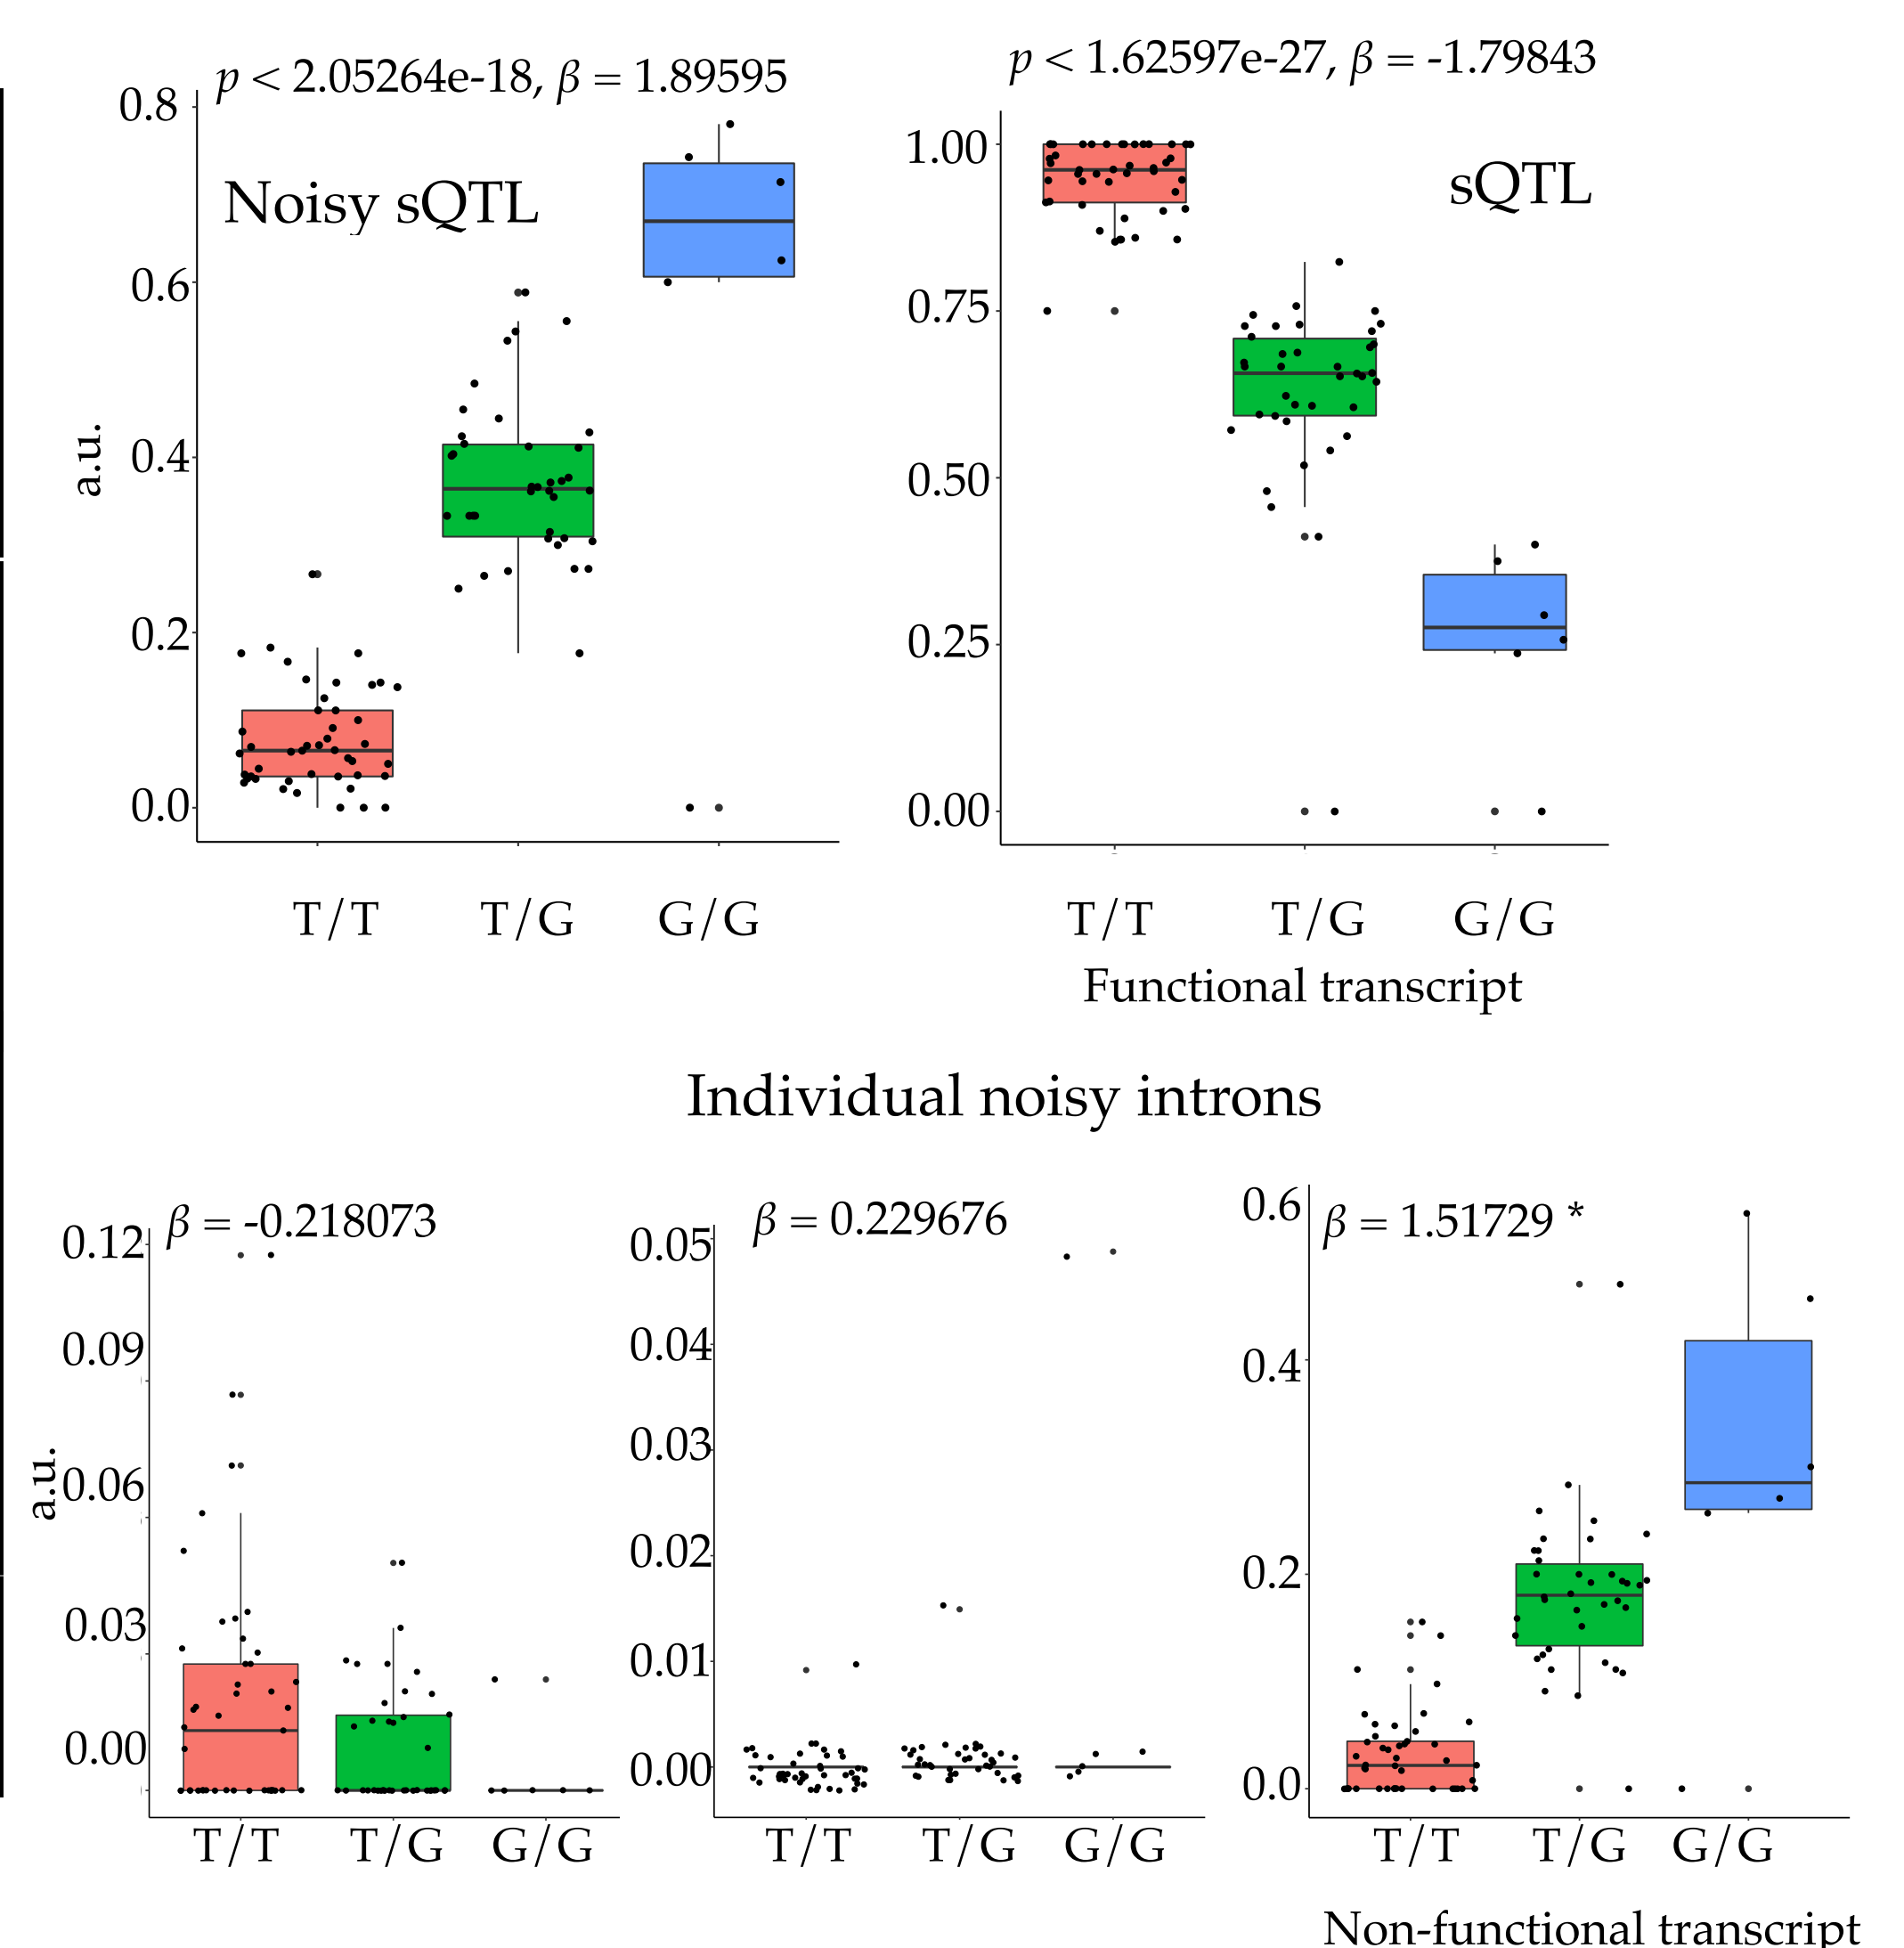 p < 2.05264e-18, β = 1.89595
Noisy sQTL
a.u.
0.8
0.6
0.4
0.2
0.0
T/T T/G G/G
p < 1.62597e-27, β = -1.79843
sQTL
1.00
0.75
0.50
0.25
0.00
T/T T/G G/G
Functional transcript
Individual noisy introns
β = -0.218073
a.u.
0.12
0.09
0.06
0.03
0.00
T/T T/G G/G
β = 0.229676
0.05
0.04
0.03
0.02
0.01
0.00
T/T T/G G/G
β = 1.51729 *
0.6
0.4
0.2
0.0
T/T T/G G/G
Non-functional transcript